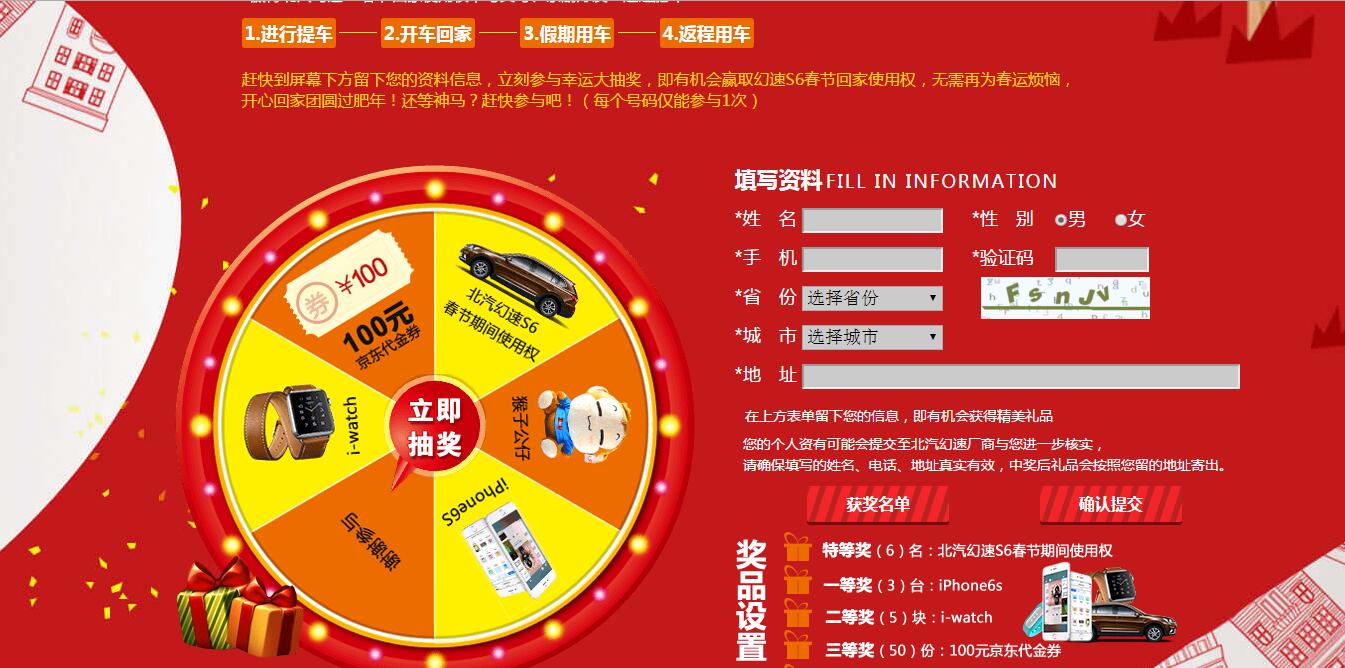 1.进行提车 2.开车回家 3.假期用车 4.返程用车
赶快到屏幕下方留下您的资料信息，立刻参与幸运大抽奖，即有机会赢取幻速S6春节回家使用权，无需再为春运烦恼，
开心回家团圆过肥年！还等神马？赶快参与吧！（每个号码仅能参与1次）
填写资料FILL IN INFORMATION
*姓 名 *性 别 男 女
*手 机 *验证码
*省 份 选择省份
FsnJV
*城 市 选择城市
*地 址
在上方表单留下您的信息，即有机会获得精美礼品
您的个人资有可能会提交至北汽幻速厂商与您进一步核实，
请确保填写的姓名、电话、地址真实有效，中奖后礼品会按照您留的地址寄出。
获奖名单 确认提交
奖品设置
特等奖（6）名：北汽幻速S6春节期间使用权
一等奖（3）台：iPhone6s
二等奖（5）块：i-watch
三等奖（50）份：100元京东代金券
券 ¥100
100元
京东代金券
北汽幻速S6
春节期间使用权
猴子公仔
iPhone6S
谢谢参与
i-watch
立即
抽奖